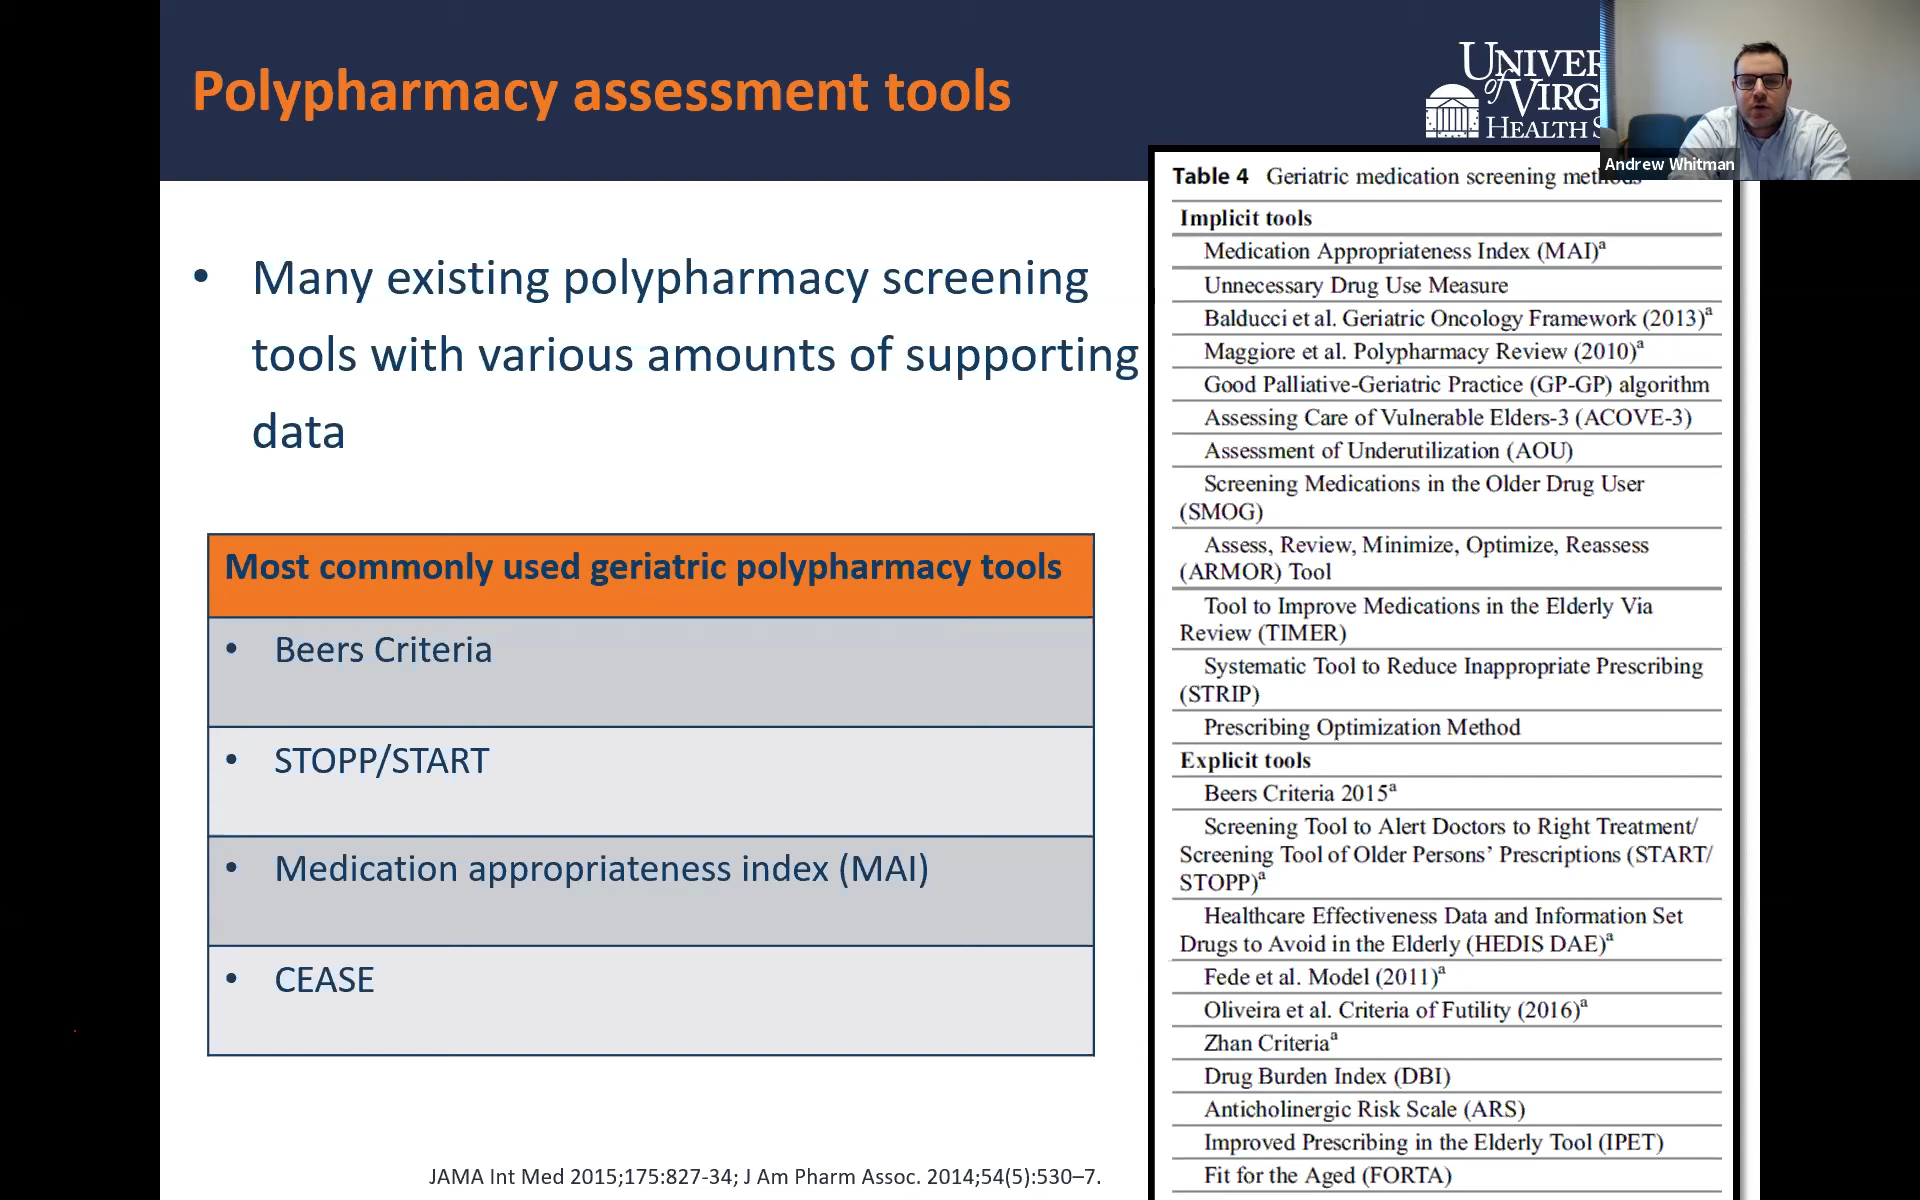 Polypharmacy assessment tools
UNIVER
of VIRG
HEALTH S
Andrew Whitman
• Many existing polypharmacy screening
tools with various amounts of supporting
data
Most commonly used geriatric polypharmacy tools
• Beers Criteria
• STOPP/START
• Medication appropriateness index (MAI)
• CEASE
JAMA Int Med 2015;175:827-34; J Am Pharm Assoc. 2014;54(5):530–7.
Table 4 Geriatric medication screening methods
Implicit tools
Medication Appropriateness Index (MAI)ᵃ
Unnecessary Drug Use Measure
Balducci et al. Geriatric Oncology Framework (2013)ᵃ
Maggiore et al. Polypharmacy Review (2010)ᵃ
Good Palliative-Geriatric Practice (GP-GP) algorithm
Assessing Care of Vulnerable Elders-3 (ACOVE-3)
Assessment of Underutilization (AOU)
Screening Medications in the Older Drug User
(SMOG)
Assess, Review, Minimize, Optimize, Reassess
(ARMOR) Tool
Tool to Improve Medications in the Elderly Via
Review (TIMER)
Systematic Tool to Reduce Inappropriate Prescribing
(STRIP)
Prescribing Optimization Method
Explicit tools
Beers Criteria 2015ᵃ
Screening Tool to Alert Doctors to Right Treatment/
Screening Tool of Older Persons’ Prescriptions (START/
STOPP)ᵃ
Healthcare Effectiveness Data and Information Set
Drugs to Avoid in the Elderly (HEDIS DAE)ᵃ
Fede et al. Model (2011)ᵃ
Oliveira et al. Criteria of Futility (2016)ᵃ
Zhan Criteriaᵃ
Drug Burden Index (DBI)
Anticholinergic Risk Scale (ARS)
Improved Prescribing in the Elderly Tool (IPET)
Fit for the Aged (FORTA)